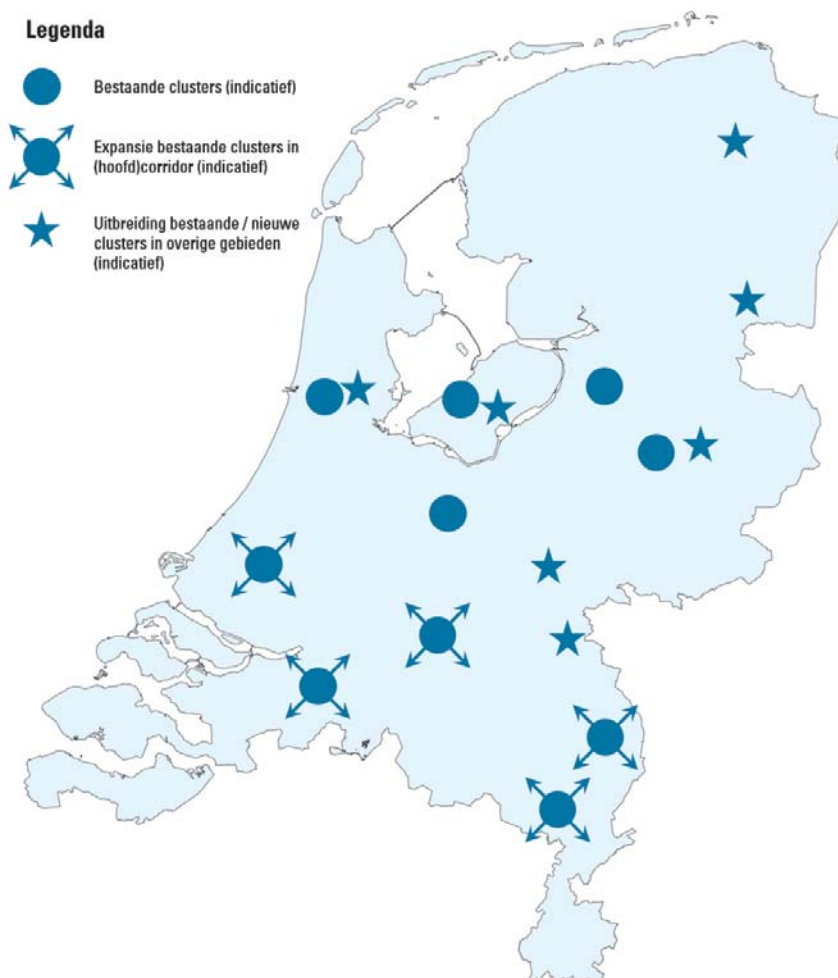 Legenda
Bestaande clusters (indicatief)
Expansie bestaande clusters in
(hoofd)corridor (indicatief)
Uitbreiding bestaande / nieuwe
clusters in overige gebieden
(indicatief)